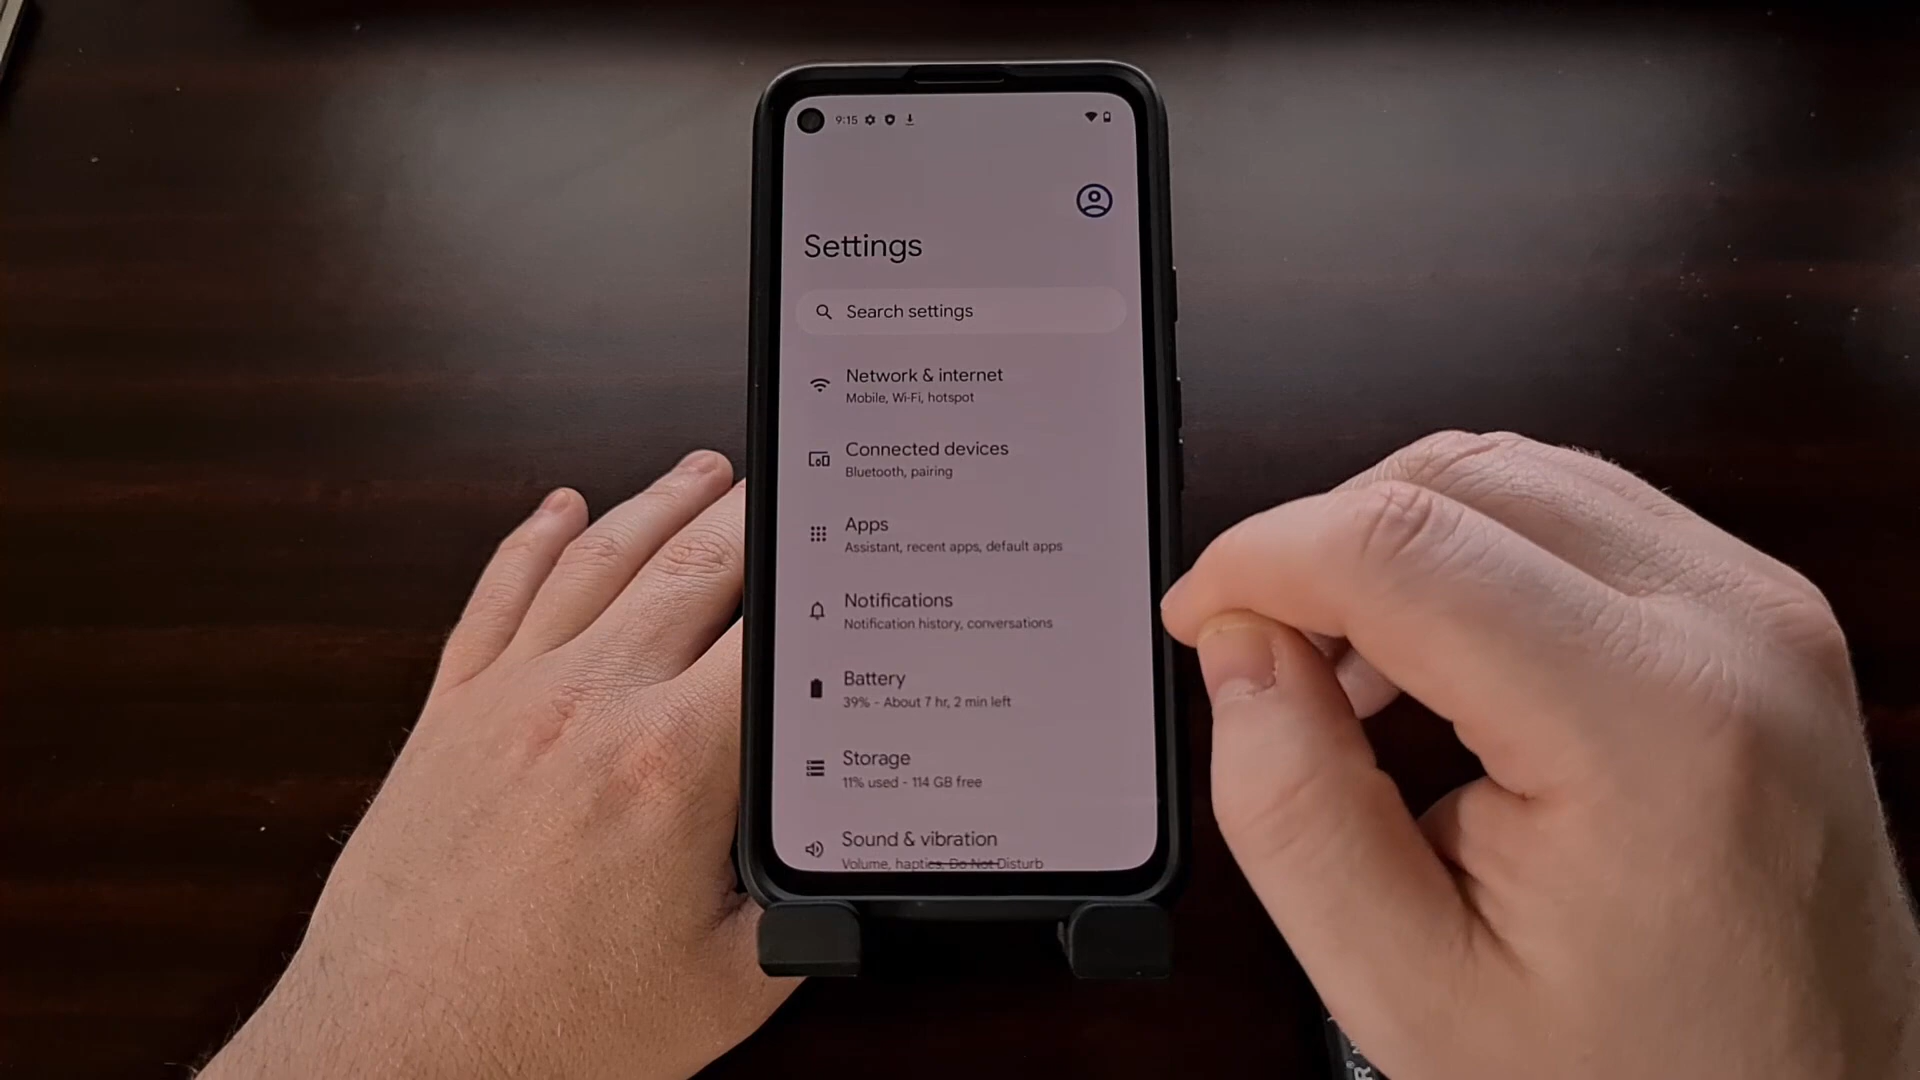 9:15
Settings
Search settings
Network & internet
Mobile, Wi-Fi, hotspot
Connected devices
Bluetooth, pairing
Apps
Assistant, recent apps, default apps
Notifications
Notification history, conversations
Battery
39% - About 7 hr, 2 min left
Storage
11% used - 114 GB free
Sound & vibration
Volume, haptics, Do Not Disturb